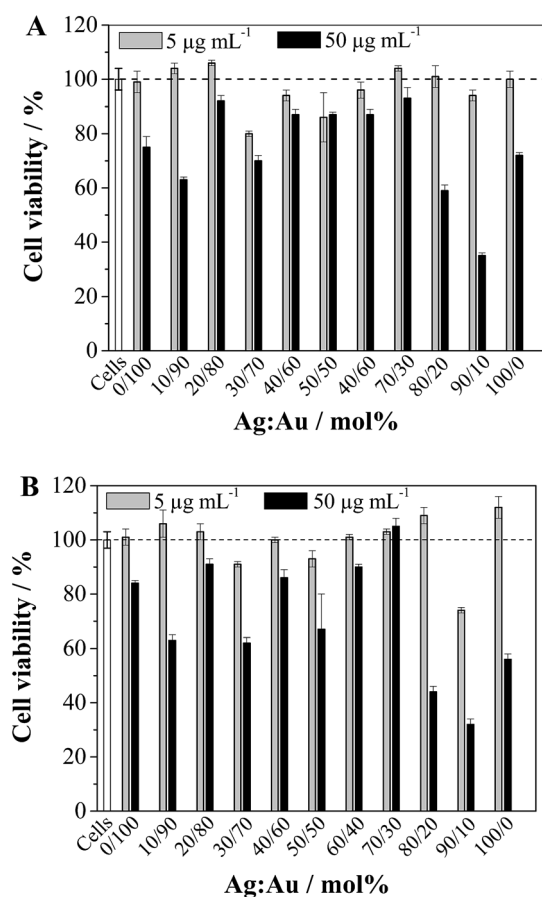 A
5 µg mL⁻¹ 50 µg mL⁻¹
120
100
80
60
40
20
0
Cell viability / %
Cells 0/100 10/90 20/80 30/70 40/60 50/50 40/60 70/30 80/20 90/10 100/0
Ag:Au / mol%
B
5 µg mL⁻¹ 50 µg mL⁻¹
120
100
80
60
40
20
0
Cell viability / %
Cells 0/100 10/90 20/80 30/70 40/60 50/50 60/40 70/30 80/20 90/10 100/0
Ag:Au / mol%